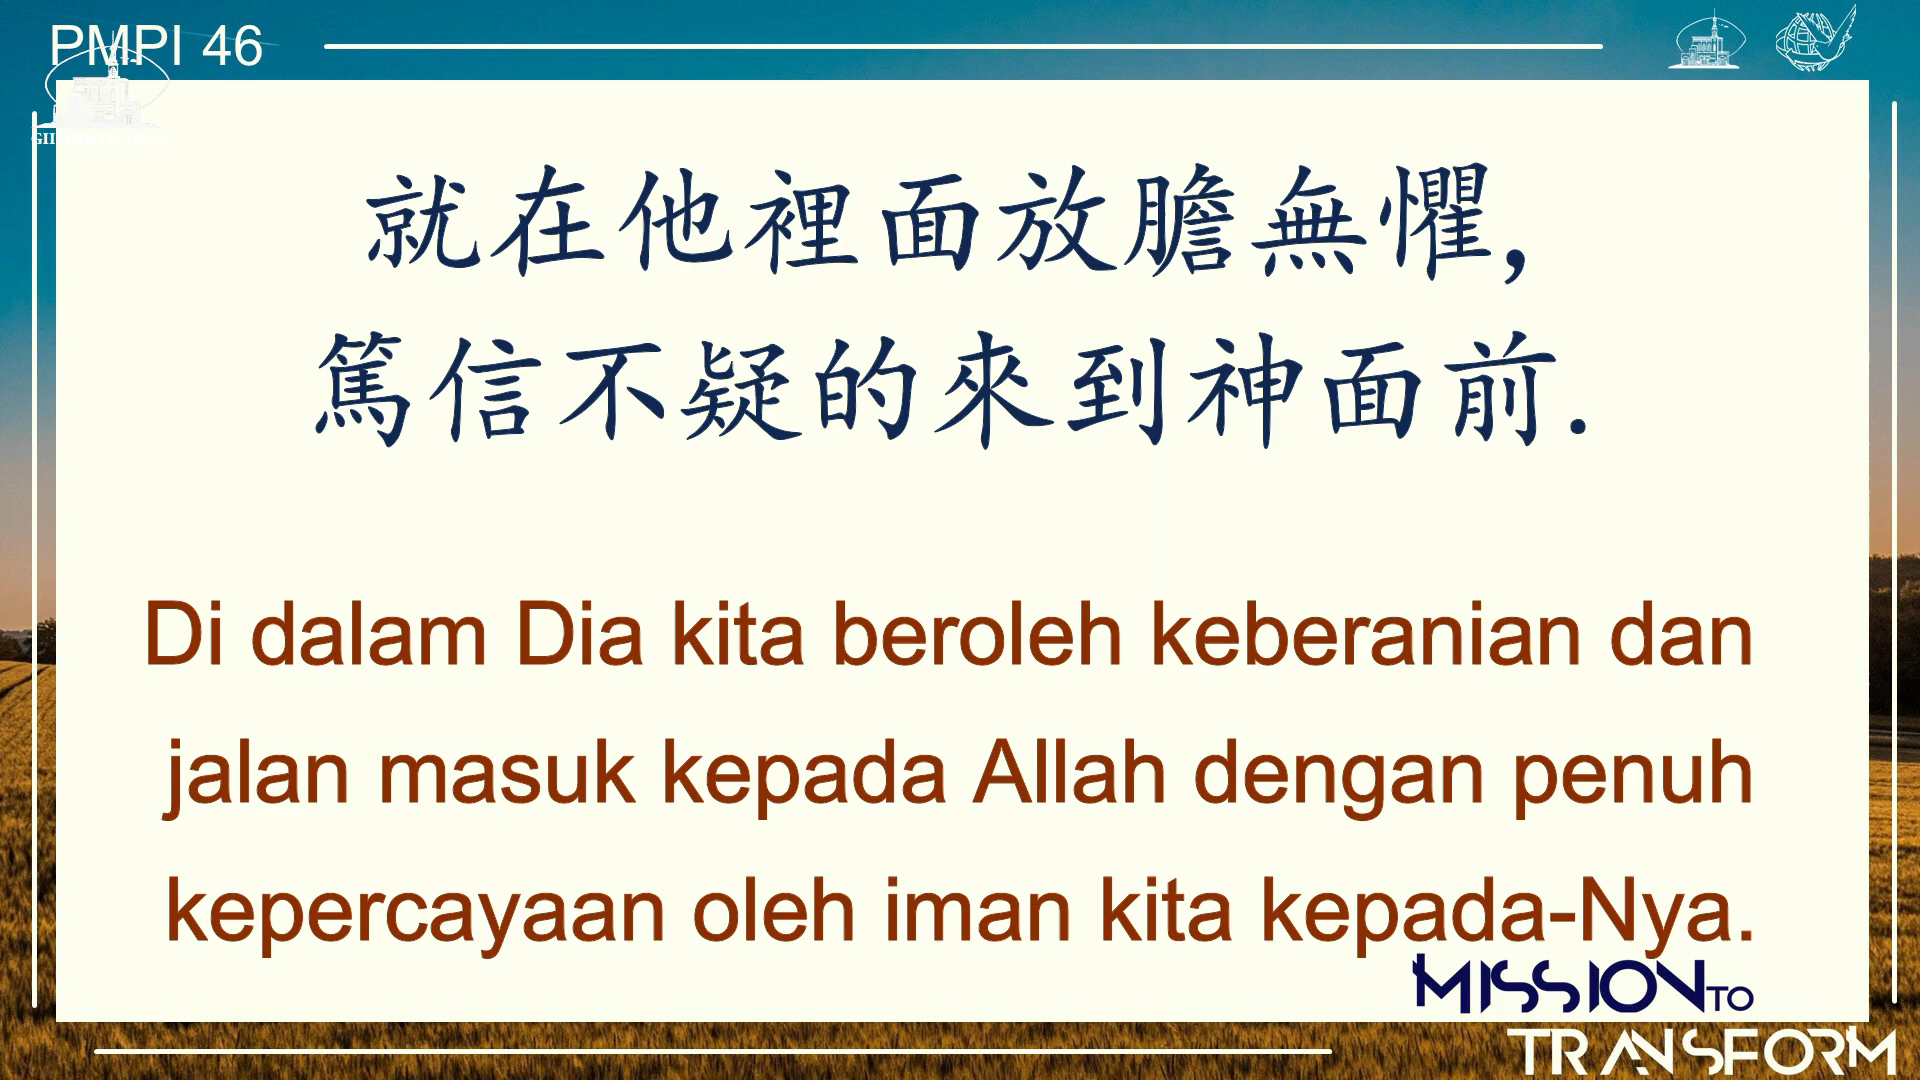 PMPI 46
就在他裡面放膽無懼,
篤信不疑的來到神面前.
Di dalam Dia kita beroleh keberanian dan
jalan masuk kepada Allah dengan penuh
kepercayaan oleh iman kita kepada-Nya.
MISSION TO
TRANSFORM